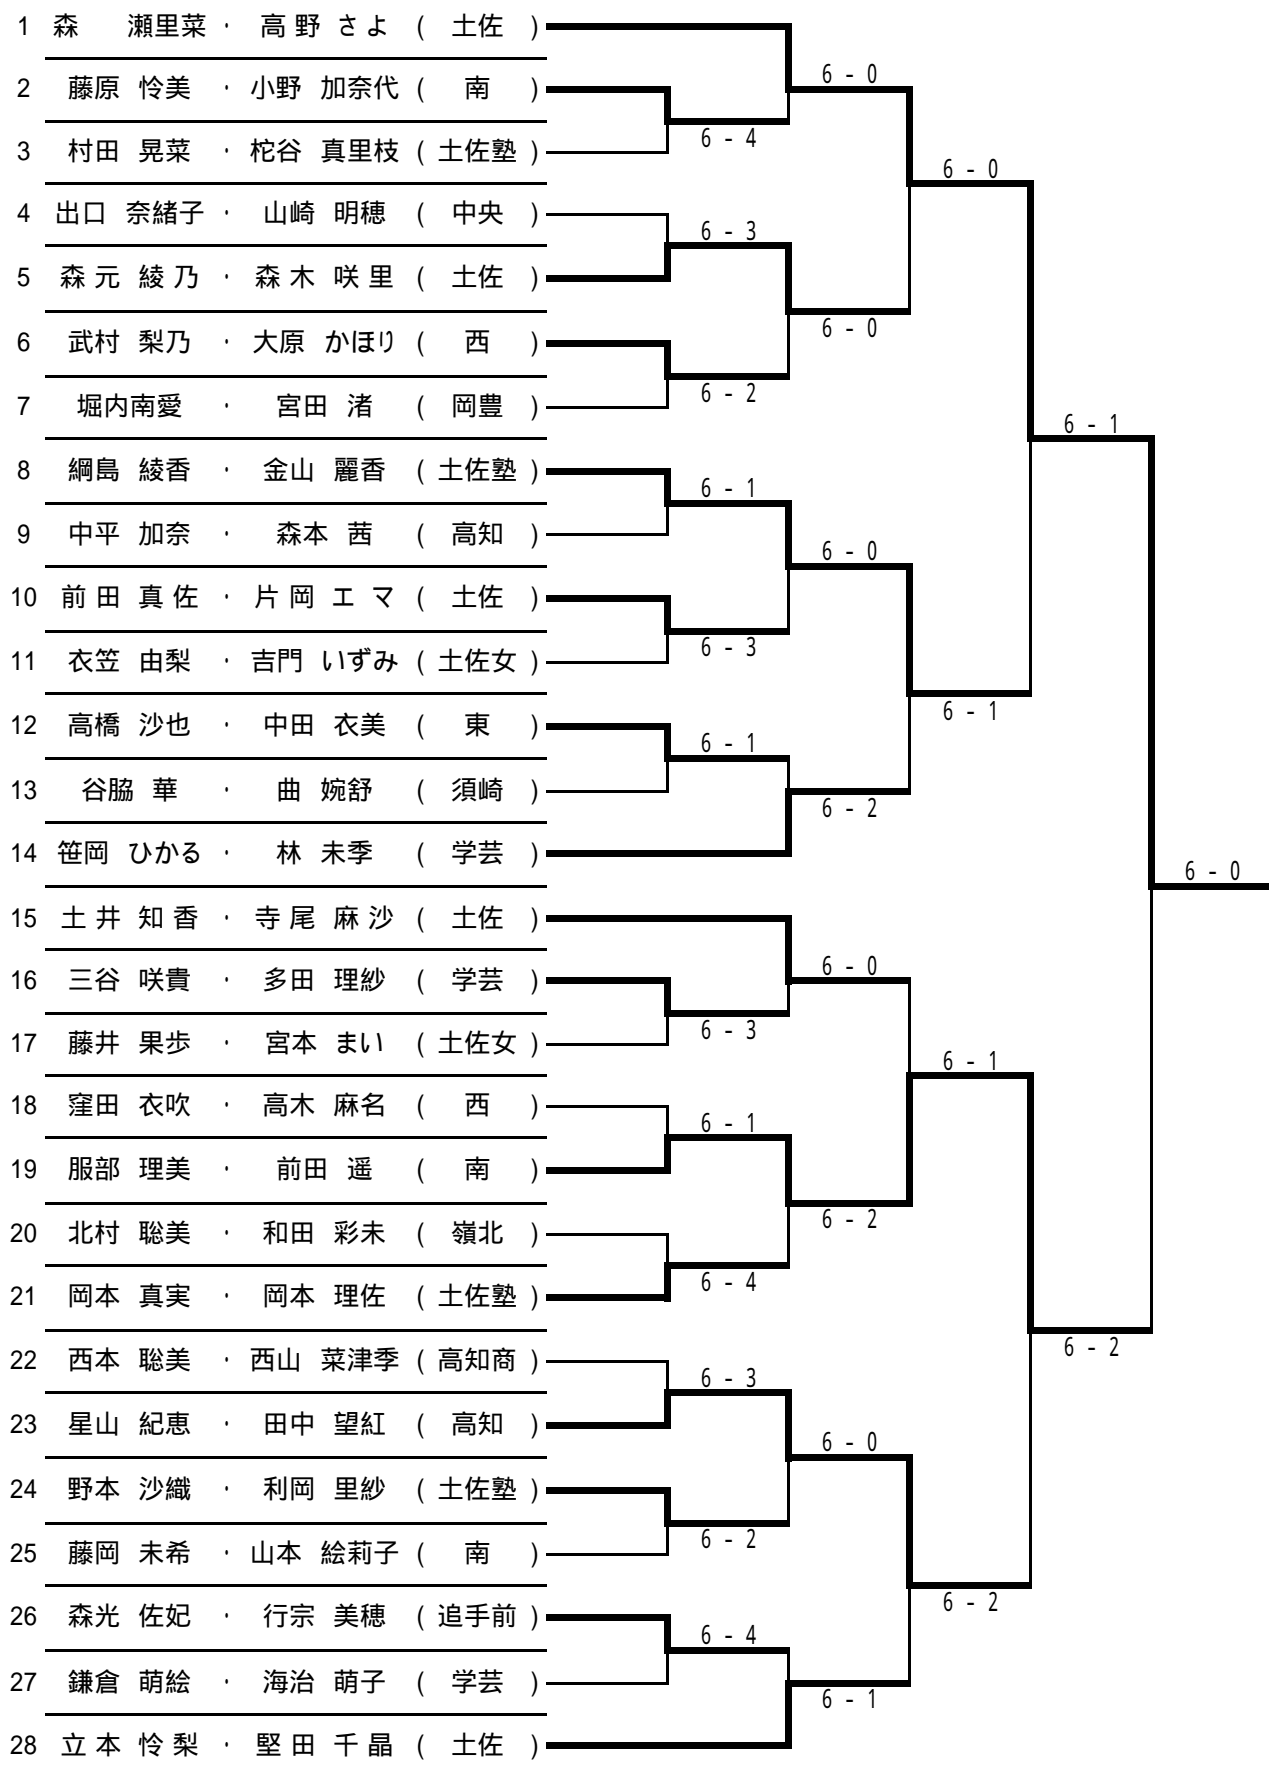 1 森 瀬里菜 ・ 高野 さよ ( 土佐 )
6 - 0
2 藤原 怜美 ・ 小野 加奈代 ( 南 )
6 - 4
3 村田 晃菜 ・ 柁谷 真里枝 ( 土佐塾 )
6 - 0
4 出口 奈緒子 ・ 山崎 明穂 ( 中央 )
6 - 3
5 森元 綾乃 ・ 森木 咲里 ( 土佐 )
6 - 0
6 武村 梨乃 ・ 大原 かほり ( 西 )
6 - 2
7 堀内南愛 ・ 宮田 渚 ( 岡豊 )
6 - 1
8 綱島 綾香 ・ 金山 麗香 ( 土佐塾 )
6 - 1
9 中平 加奈 ・ 森本 茜 ( 高知 )
6 - 0
10 前田 真佐 ・ 片岡 エマ ( 土佐 )
6 - 3
11 衣笠 由梨 ・ 吉門 いずみ ( 土佐女 )
6 - 1
12 高橋 沙也 ・ 中田 衣美 ( 東 )
6 - 1
13 谷脇 華 ・ 曲 婉舒 ( 須崎 )
6 - 2
14 笹岡 ひかる ・ 林 未季 ( 学芸 )
6 - 0
15 土井 知香 ・ 寺尾 麻沙 ( 土佐 )
6 - 0
16 三谷 咲貴 ・ 多田 理紗 ( 学芸 )
6 - 3
17 藤井 果歩 ・ 宮本 まい ( 土佐女 )
6 - 1
18 窪田 衣吹 ・ 高木 麻名 ( 西 )
6 - 1
19 服部 理美 ・ 前田 遥 ( 南 )
6 - 2
20 北村 聡美 ・ 和田 彩未 ( 嶺北 )
6 - 4
21 岡本 真実 ・ 岡本 理佐 ( 土佐塾 )
6 - 2
22 西本 聡美 ・ 西山 菜津季 ( 高知商 )
6 - 3
23 星山 紀恵 ・ 田中 望紅 ( 高知 )
6 - 0
24 野本 沙織 ・ 利岡 里紗 ( 土佐塾 )
6 - 2
25 藤岡 未希 ・ 山本 絵莉子 ( 南 )
6 - 2
26 森光 佐妃 ・ 行宗 美穂 ( 追手前 )
6 - 4
27 鎌倉 萌絵 ・ 海治 萌子 ( 学芸 )
6 - 1
28 立本 怜梨 ・ 堅田 千晶 ( 土佐 )